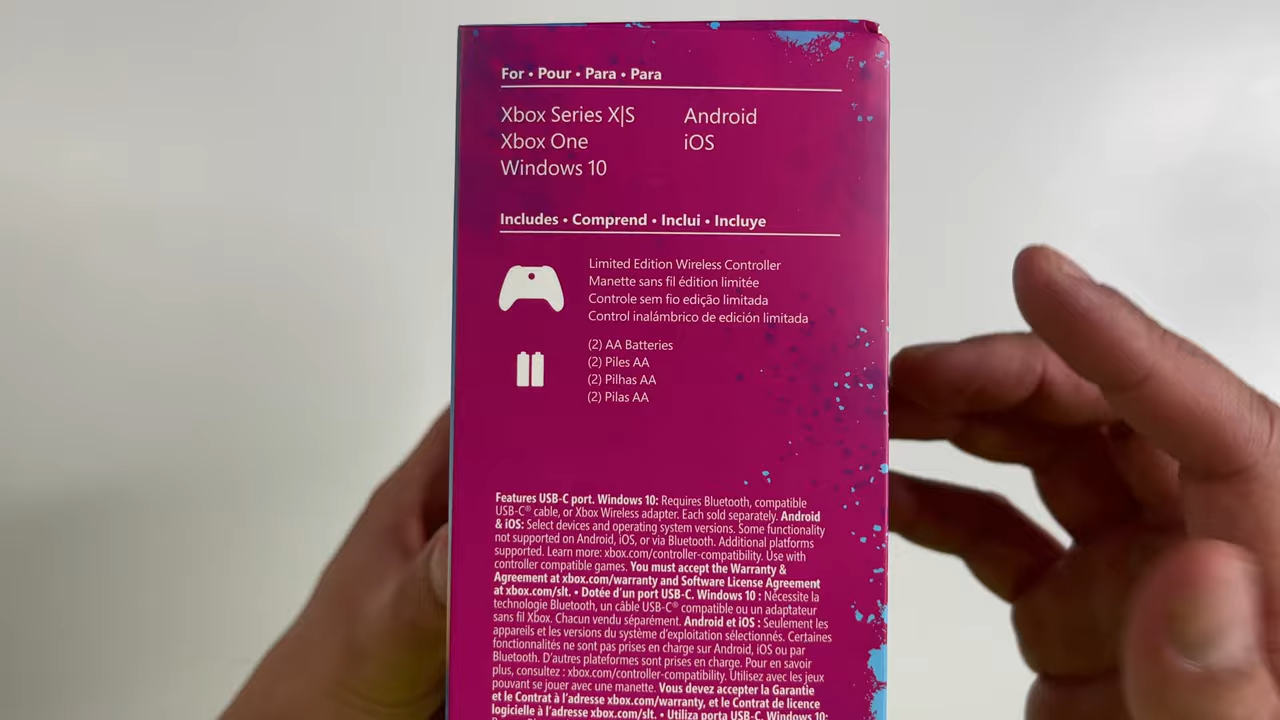 For • Pour • Para • Para
Xbox Series X|S
Xbox One
Windows 10
Android
iOS
Includes • Comprend • Inclui • Incluye
Limited Edition Wireless Controller
Manette sans fil édition limitée
Controle sem fio edição limitada
Control inalámbrico de edición limitada
(2) AA Batteries
(2) Piles AA
(2) Pilhas AA
(2) Pilas AA
Features USB-C port. Windows 10: Requires Bluetooth, compatible
USB-C® cable, or Xbox Wireless adapter. Each sold separately. Android
& iOS: Select devices and operating system versions. Some functionality
not supported on Android, iOS, or via Bluetooth. Additional platforms
supported. Learn more: xbox.com/controller-compatibility. Use with
controller compatible games. You must accept the Warranty &
Agreement at xbox.com/warranty and Software License Agreement
at xbox.com/slt. • Dotée d'un port USB-C. Windows 10 : Nécessite la
technologie Bluetooth, un câble USB-C® compatible ou un adaptateur
sans fil Xbox. Chacun vendu séparément. Android et iOS : Seulement les
appareils et les versions du système d'exploitation sélectionnés. Certaines
fonctionnalités ne sont pas prises en charge sur Android, iOS ou par
Bluetooth. D'autres plateformes sont prises en charge. Pour en savoir
plus, consultez : xbox.com/controller-compatibility. Utilisez avec les jeux
pouvant se jouer avec une manette. Vous devez accepter la Garantie
et le Contrat à l'adresse xbox.com/warranty, et le Contrat de licence
logicielle à l'adresse xbox.com/slt. • Utiliza porta USB-C. Windows 10: